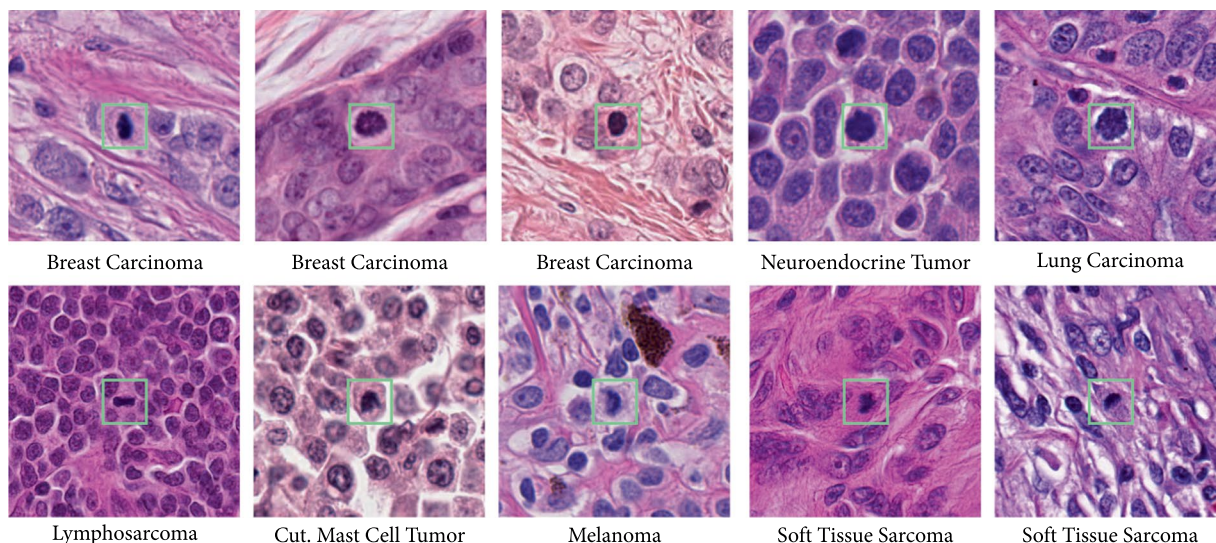 Breast Carcinoma
Breast Carcinoma
Breast Carcinoma
Neuroendocrine Tumor
Lung Carcinoma
Lymphosarcoma
Cut. Mast Cell Tumor
Melanoma
Soft Tissue Sarcoma
Soft Tissue Sarcoma